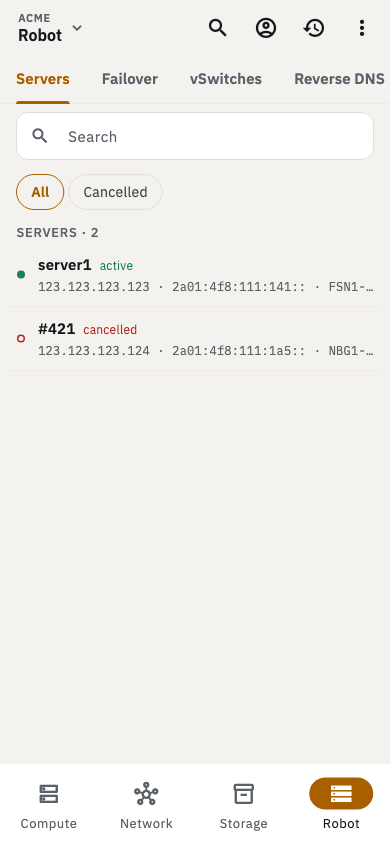 ACME
Robot
Servers Failover vSwitches Reverse DNS
Search
All Cancelled
SERVERS · 2
server1 active
123.123.123.123 · 2a01:4f8:111:141:: · FSN1-…
#421 cancelled
123.123.123.124 · 2a01:4f8:111:1a5:: · NBG1-…
Compute Network Storage Robot